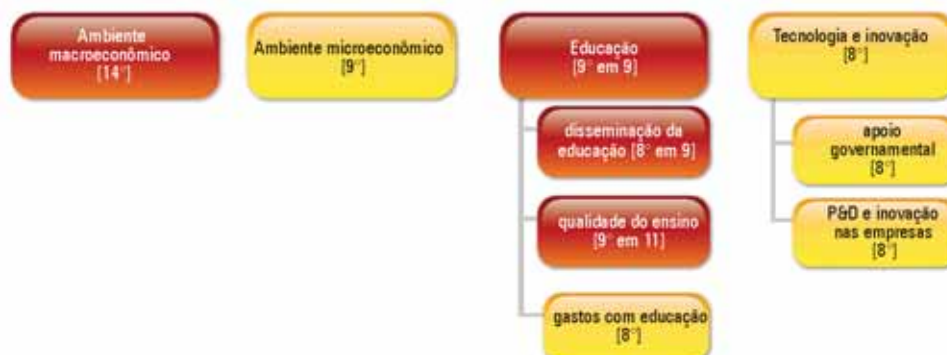 Ambiente
macroeconômico
[14°]
Ambiente microeconômico
[9°]
Educação
[9° em 9]
disseminação da
educação [8° em 9]
qualidade do ensino
[9° em 11]
gastos com educação
[8°]
Tecnologia e inovação
[8°]
apoio
governamental
[8°]
P&D e inovação
nas empresas
[8°]